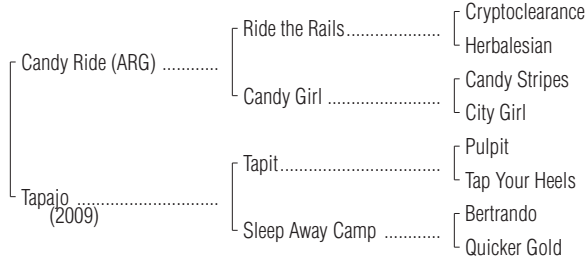 Cryptoclearance
Ride the Rails
Herbalesian
Candy Ride (ARG)
Candy Stripes
Candy Girl
City Girl
Pulpit
Tapit
Tap Your Heels
Tapajo
(2009)
Bertrando
Sleep Away Camp
Quicker Gold